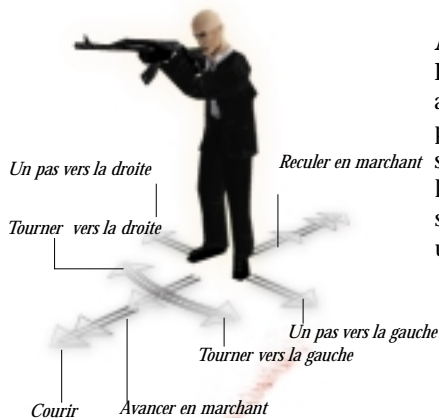 Un pas vers la droite
Reculer en marchant
Tourner vers la droite
Un pas vers la gauche
Tourner vers la gauche
Courir
Avancer en marchant